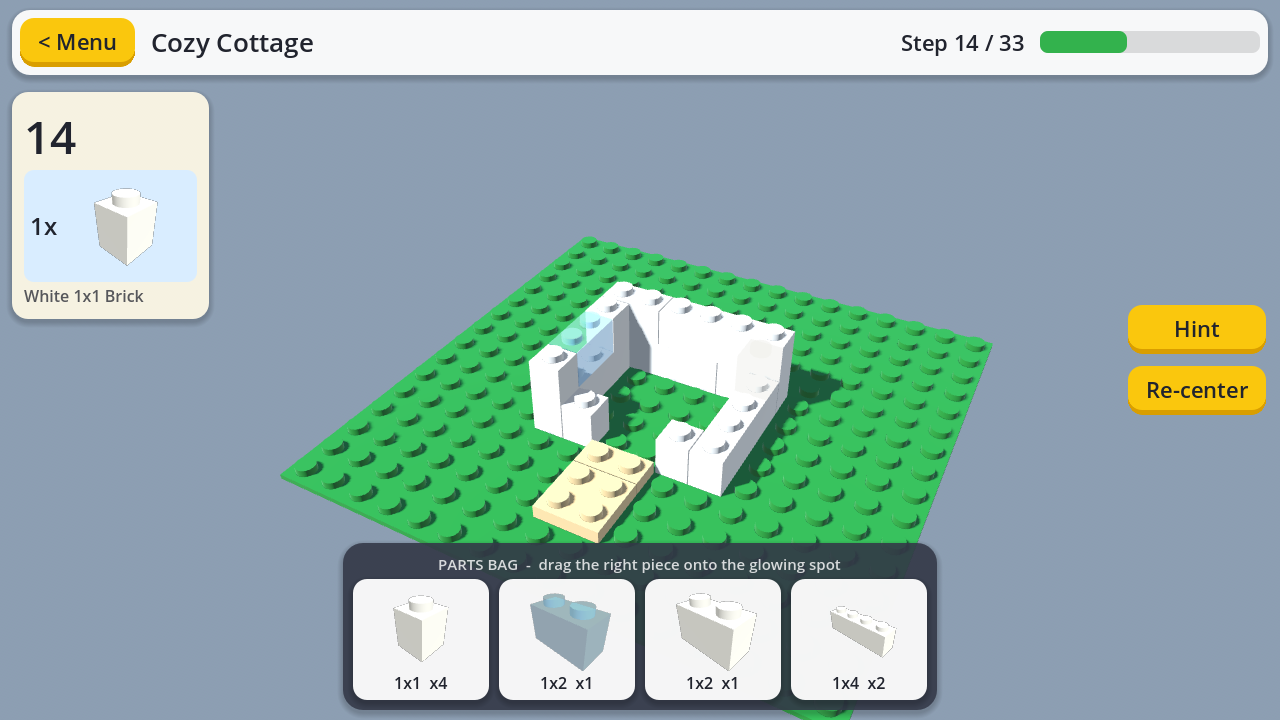 < Menu
Cozy Cottage
Step 14 / 33
14
1x
White 1x1 Brick
Hint
Re-center
PARTS BAG - drag the right piece onto the glowing spot
1x1 x4
1x2 x1
1x2 x1
1x4 x2